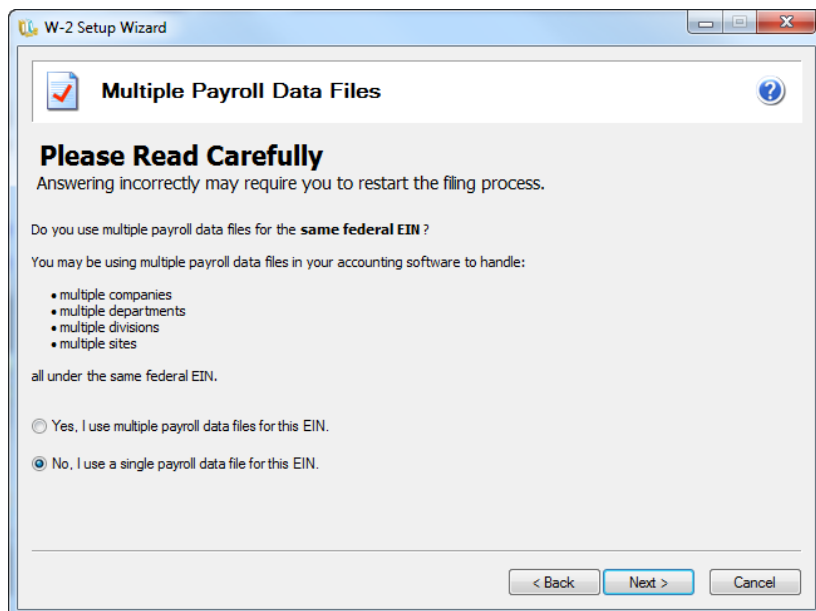 W-2 Setup Wizard
Multiple Payroll Data Files
Please Read Carefully
Answering incorrectly may require you to restart the filing process.
Do you use multiple payroll data files for the same federal EIN ?
You may be using multiple payroll data files in your accounting software to handle:
• multiple companies
• multiple departments
• multiple divisions
• multiple sites
all under the same federal EIN.
Yes, I use multiple payroll data files for this EIN.
No, I use a single payroll data file for this EIN.
< Back Next > Cancel